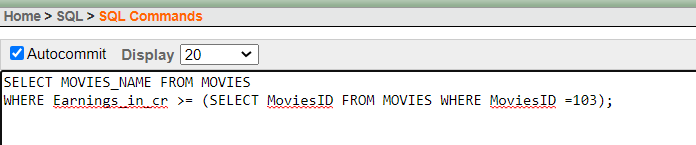 Home > SQL > SQL Commands
Autocommit Display 20
SELECT MOVIES_NAME FROM MOVIES
WHERE Earnings_in_cr >= (SELECT MoviesID FROM MOVIES WHERE MoviesID =103);